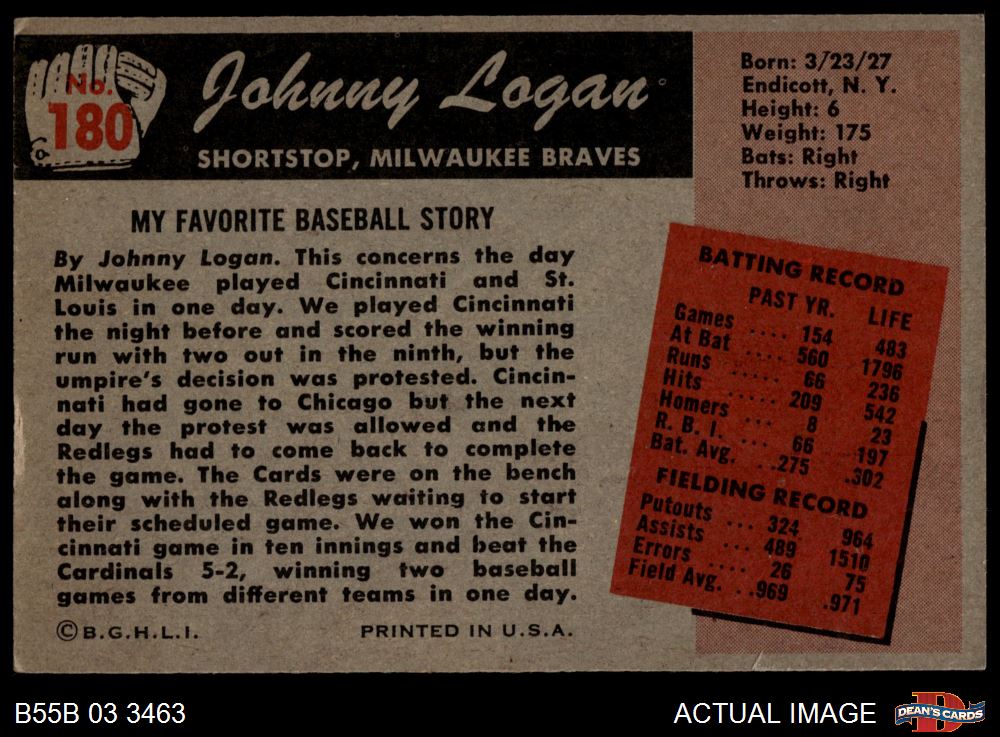 No.
180
Johnny Logan
SHORTSTOP, MILWAUKEE BRAVES
Born: 3/23/27
Endicott, N. Y.
Height: 6
Weight: 175
Bats: Right
Throws: Right
MY FAVORITE BASEBALL STORY
By Johnny Logan. This concerns the day
Milwaukee played Cincinnati and St.
Louis in one day. We played Cincinnati
the night before and scored the winning
run with two out in the ninth, but the
umpire's decision was protested. Cincin-
nati had gone to Chicago but the next
day the protest was allowed and the
Redlegs had to come back to complete
the game. The Cards were on the bench
along with the Redlegs waiting to start
their scheduled game. We won the Cin-
cinnati game in ten innings and beat the
Cardinals 5-2, winning two baseball
games from different teams in one day.
©B.G.H.L.I. PRINTED IN U.S.A.
BATTING RECORD
PAST YR. LIFE
Games .... 154 483
At Bat .... 560 1796
Runs ..... 66 236
Hits ..... 209 542
Homers ... 8 23
R. B. I. ... 66 197
Bat. Avg. ..275 .302
FIELDING RECORD
Putouts ... 324 964
Assists ... 489 1510
Errors ... 26 75
Field Avg. ..969 .971
B55B 03 3463
ACTUAL IMAGE
DEAN'S CARDS